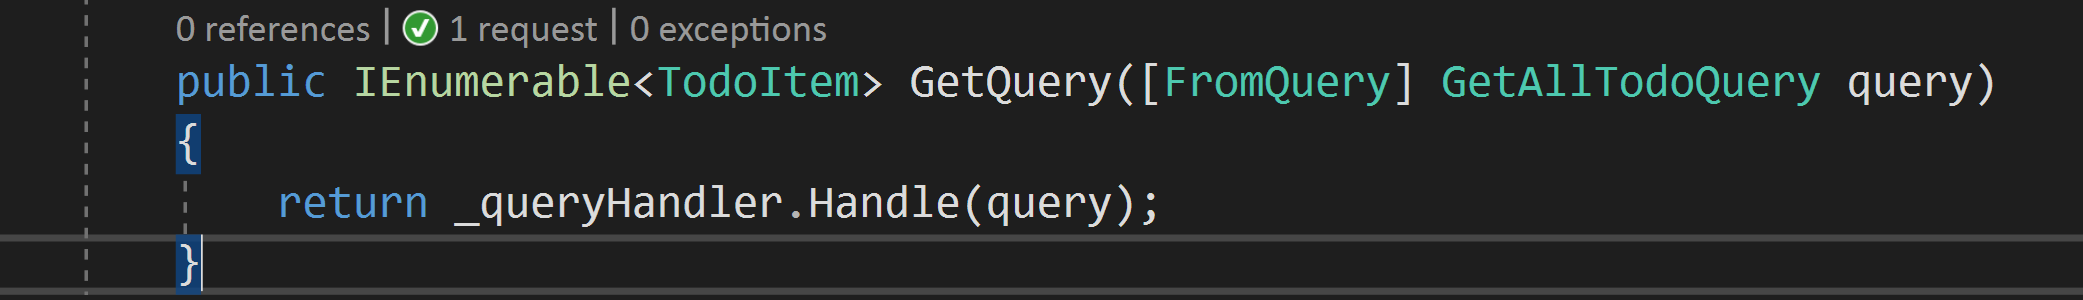 0 references | 1 request | 0 exceptions
public IEnumerable<TodoItem> GetQuery([FromQuery] GetAllTodoQuery query)
{
return _queryHandler.Handle(query);
}